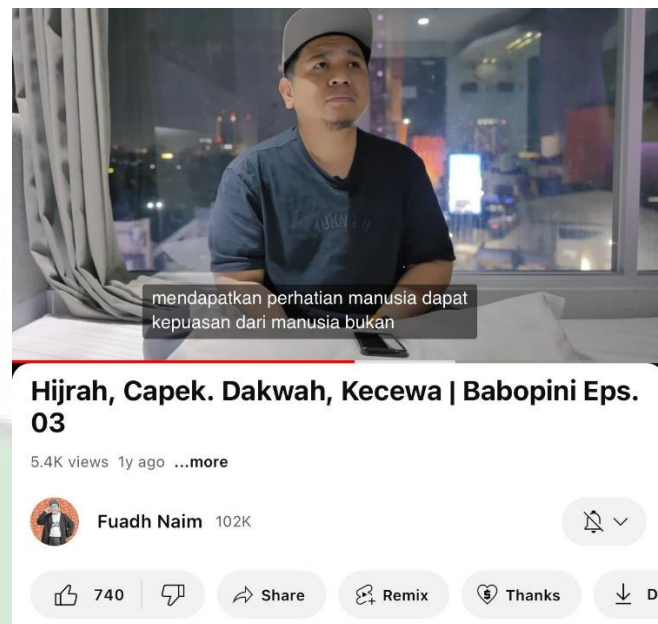 mendapatkan perhatian manusia dapat
kepuasan dari manusia bukan
Hijrah, Capek. Dakwah, Kecewa | Babopini Eps.
03
5.4K views 1y ago ...more
Fuadh Naim 102K
740 Share Remix Thanks D